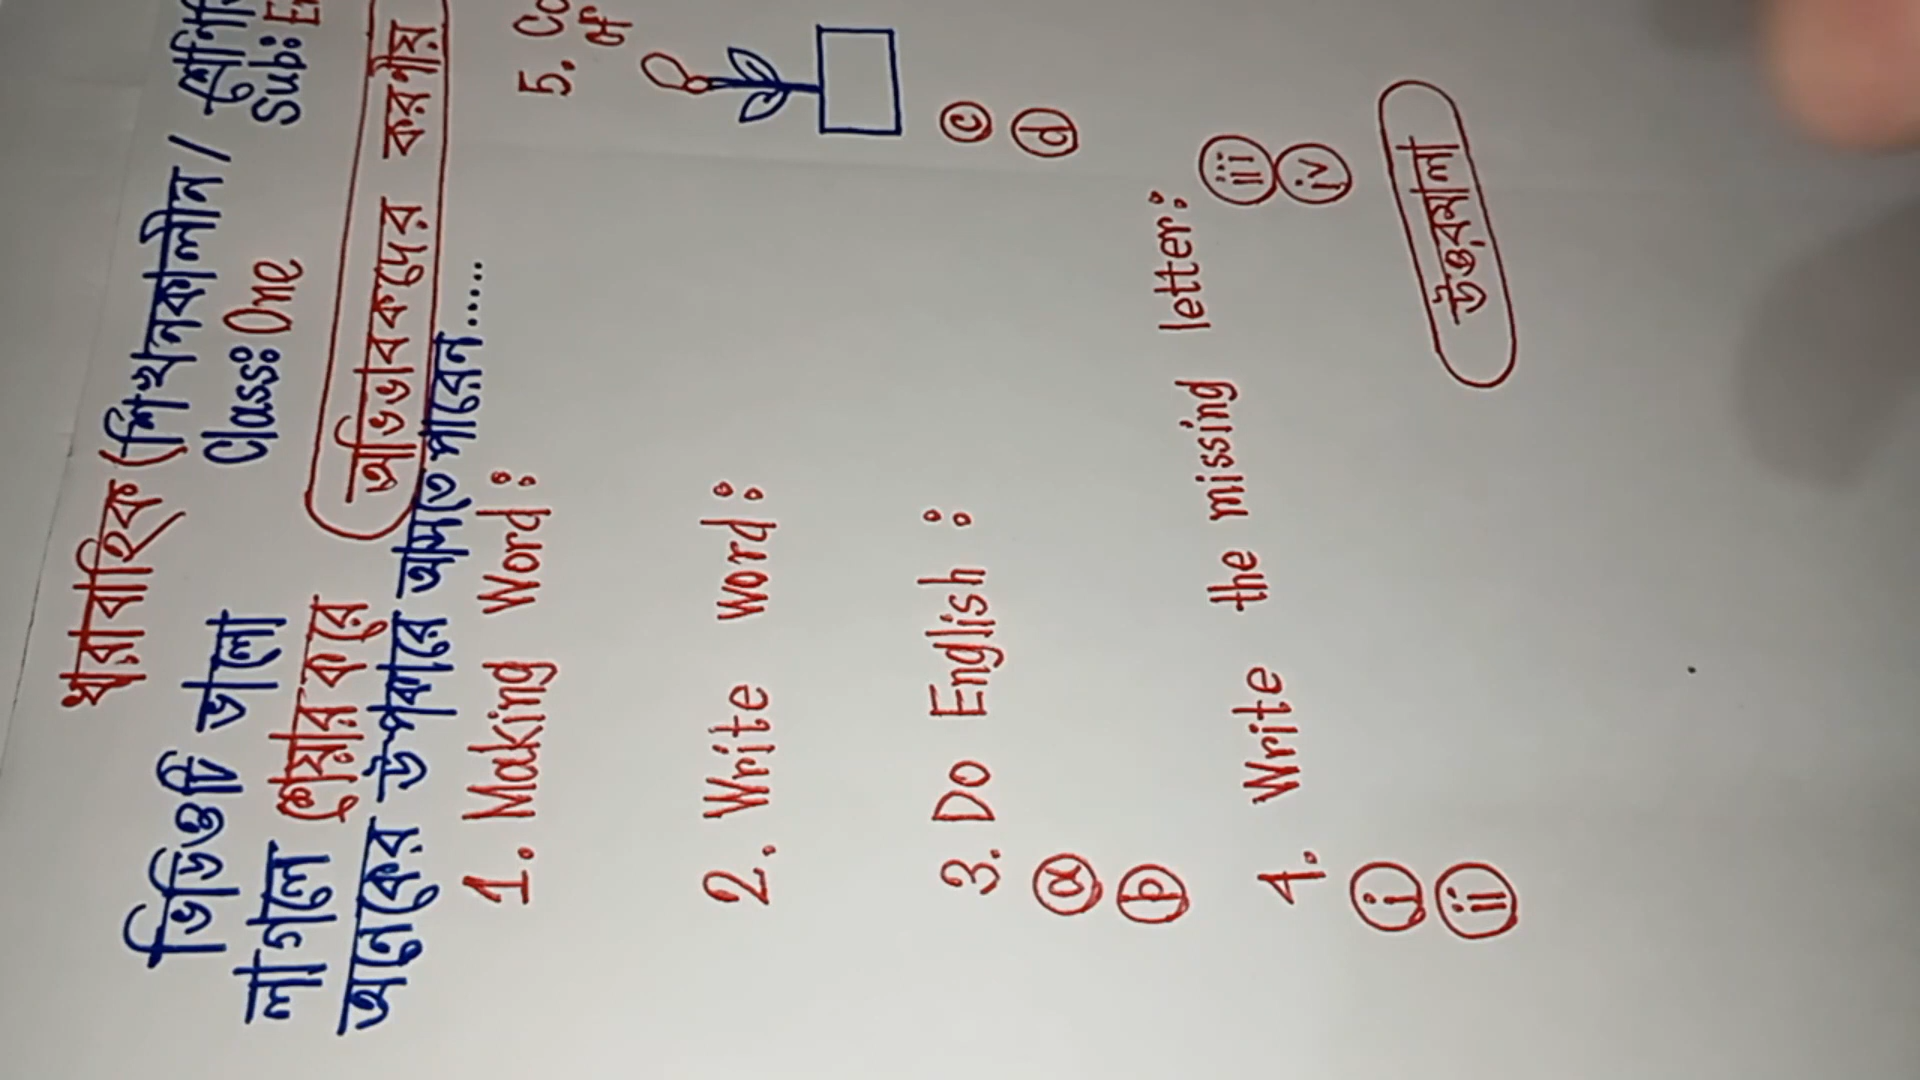 ধারাবাহিক (শিখনকালীন /
ভিডিওটি ভালো Class: One Sub:
লাগলে শেয়ার করে অভিভাবকদের করণীয়
অনেকের উপকারে আসতে পারেন.....
1. Making Word:
5.
of
2. Write word:
3. Do English:
a
b
c
d
4. Write the missing letter:
i
ii
iii
iv
উত্তরমালা